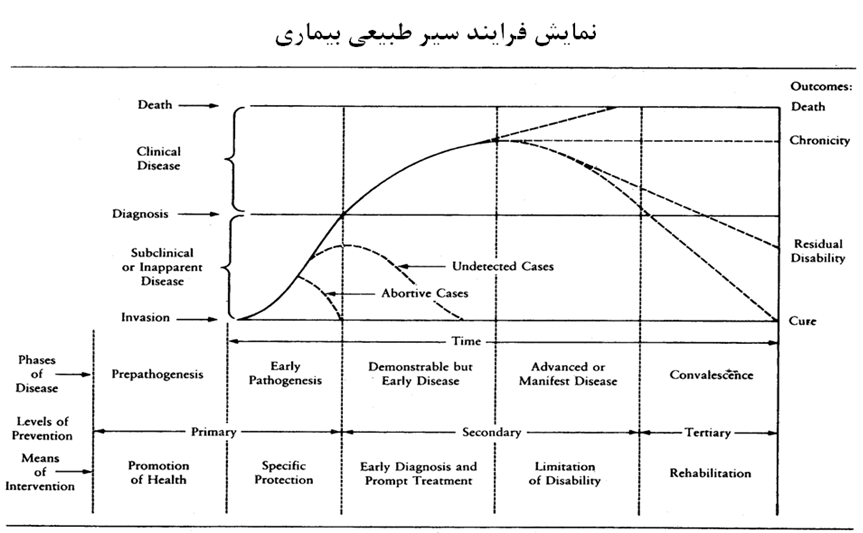 نمایش فرایند سیر طبیعی بیماری
Outcomes:
Death
Death
Clinical
Disease
Chronicity
Diagnosis
Subclinical
or Inapparent
Disease
Residual
Disability
Undetected Cases
Abortive Cases
Invasion
Cure
Time
Phases
of
Disease
Prepathogenesis
Early
Pathogenesis
Demonstrable but
Early Disease
Advanced or
Manifest Disease
Convalescence
Levels of
Prevention
Primary
Secondary
Tertiary
Means
of
Intervention
Promotion
of Health
Specific
Protection
Early Diagnosis and
Prompt Treatment
Limitation
of Disability
Rehabilitation